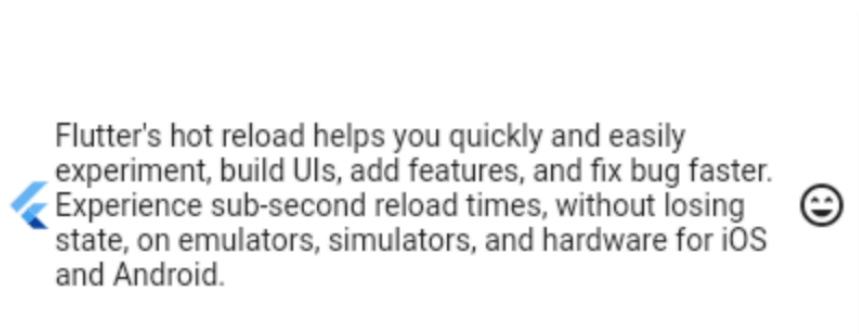 Flutter's hot reload helps you quickly and easily
experiment, build UIs, add features, and fix bug faster.
Experience sub-second reload times, without losing
state, on emulators, simulators, and hardware for iOS
and Android.